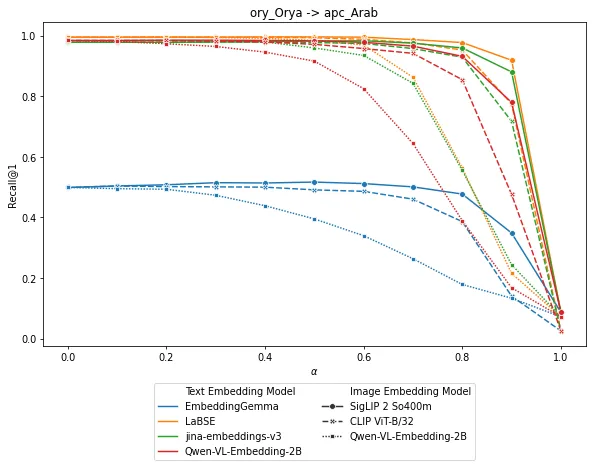 ory_Orya -> apc_Arab
Recall@1
1.0
0.8
0.6
0.4
0.2
0.0
0.0 0.2 0.4 0.6 0.8 1.0
α
Text Embedding Model
EmbeddingGemma
LaBSE
jina-embeddings-v3
Qwen-VL-Embedding-2B
Image Embedding Model
SigLIP 2 So400m
CLIP ViT-B/32
Qwen-VL-Embedding-2B